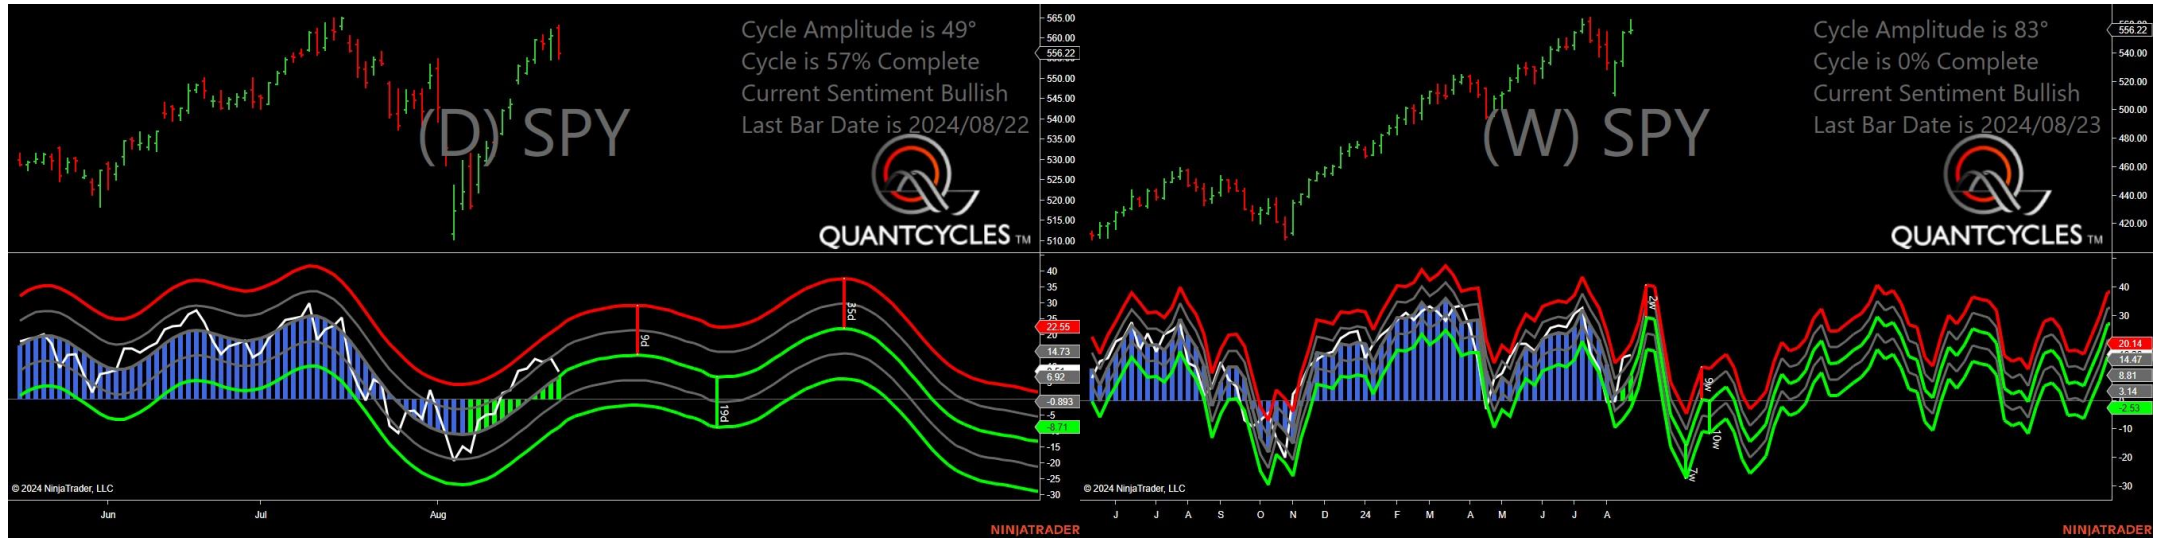 Cycle Amplitude is 49°
Cycle is 57% Complete
Current Sentiment Bullish
Last Bar Date is 2024/08/22
(D) SPY
QUANTCYCLES TM
565.00
560.00
556.22
550.00
545.00
540.00
535.00
530.00
525.00
520.00
515.00
510.00
40
35
30
25
22.55
20
14.73
6.92
-0.893
-5
-8.71
-15
-20
-25
-30
9d
19d
35d
© 2024 NinjaTrader, LLC
Jun Jul Aug
NINJATRADER
Cycle Amplitude is 83°
Cycle is 0% Complete
Current Sentiment Bullish
Last Bar Date is 2024/08/23
(W) SPY
QUANTCYCLES TM
556.22
540.00
520.00
500.00
480.00
460.00
440.00
420.00
40
30
20.14
14.47
8.81
3.14
-2.53
-10
-20
-30
2w
9w
10w
7w
© 2024 NinjaTrader, LLC
J J A S O N D 24 F M A M J J A
NINJATRADER